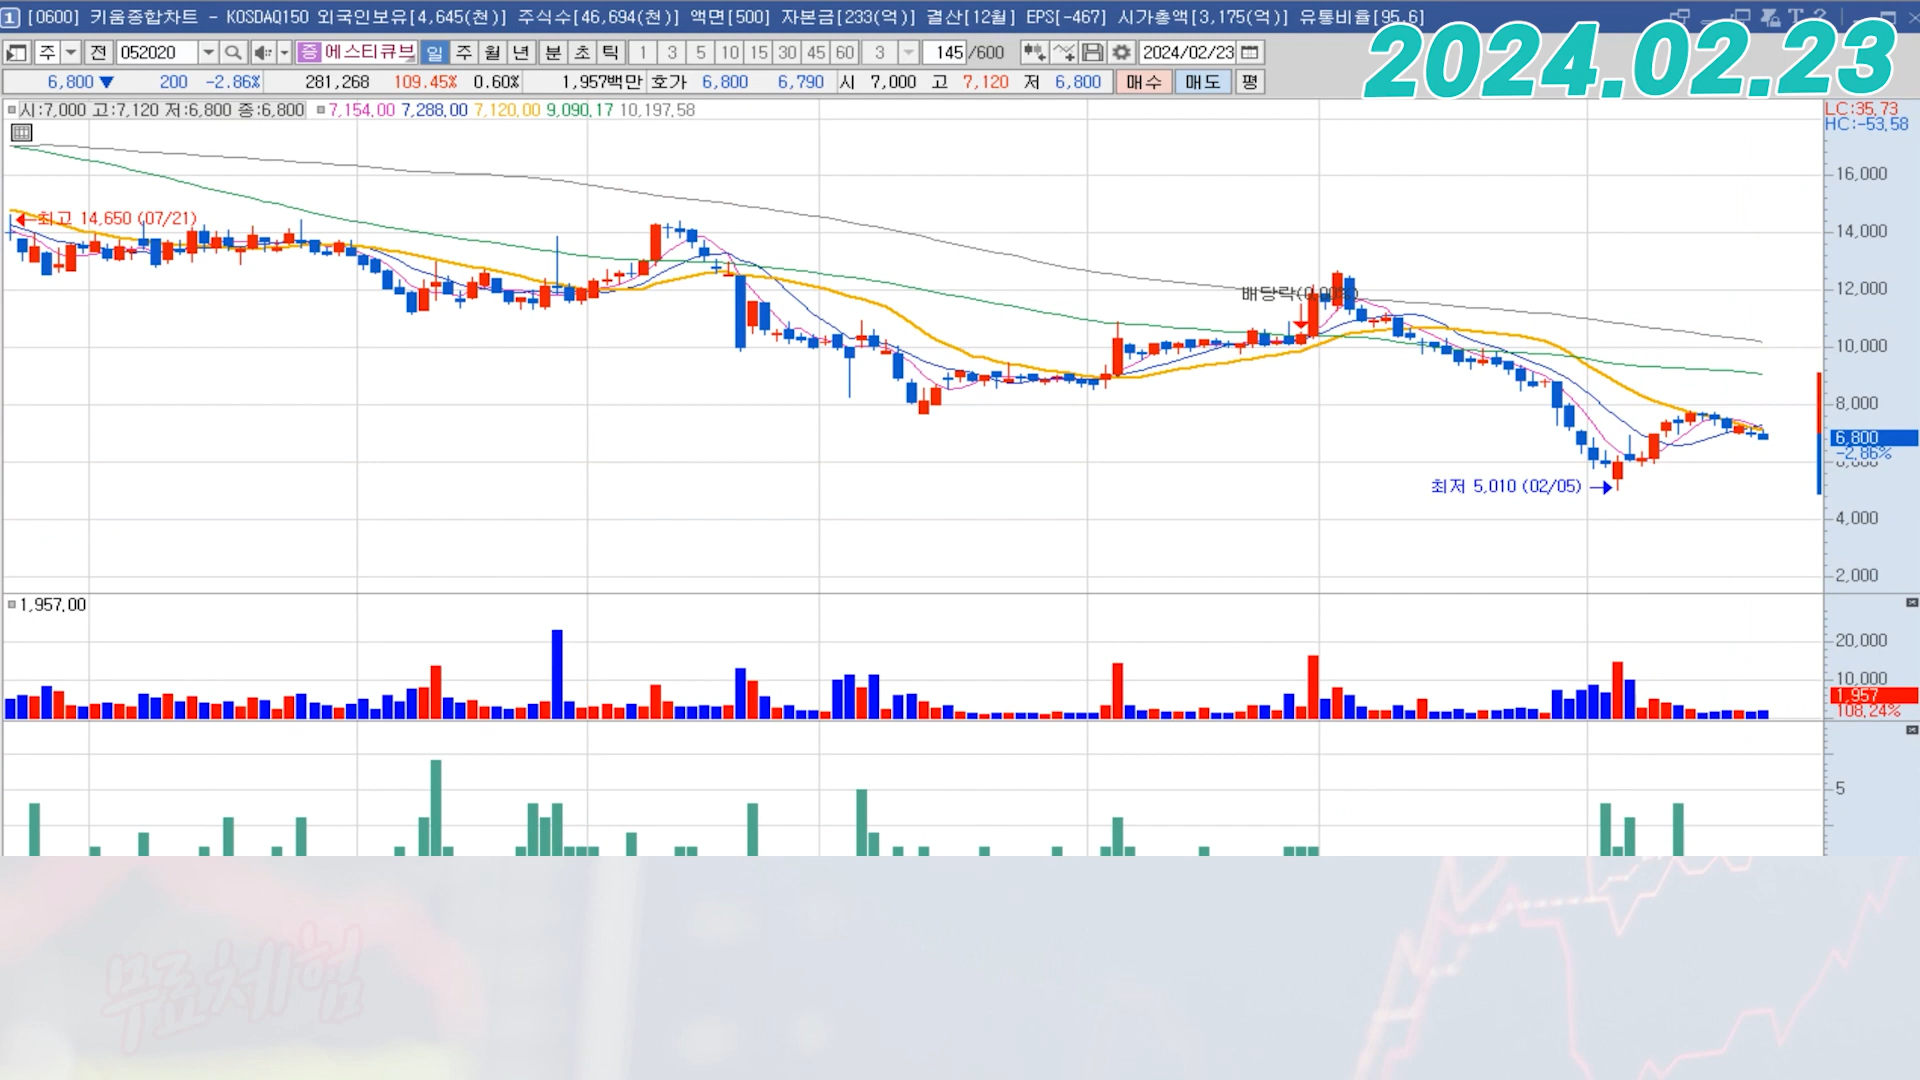 [0600] 키움종합차트 - KOSDAQ150 외국인보유[4,645(천)] 주식수[46,694(천)] 액면[500] 자본금[233(억)] 결산[12월] EPS[-467] 시가총액[3,175(억)] 유통비율[95.6]
2024.02.23
주 전 052020 증 에스티큐브 일 주 월 년 분 초 틱 1 3 5 10 15 30 45 60 3 145 /600 2024/02/23
6,800 ▼ 200 -2.86% 281,268 109.45% 0.60% 1,957백만 호가 6,800 6,790 시 7,000 고 7,120 저 6,800 매수 매도 평
시:7,000 고:7,120 저:6,800 종:6,800 7,154.00 7,288.00 7,120.00 9,090.17 10,197.58
LC:35.73
HC:-53.58
16,000
최고 14,650 (07/21)
14,000
12,000
배당락
10,000
8,000
6,800
-2.86%
최저 5,010 (02/05)
4,000
2,000
1,957.00
20,000
10,000
1,957
108.24%
5
무료체험